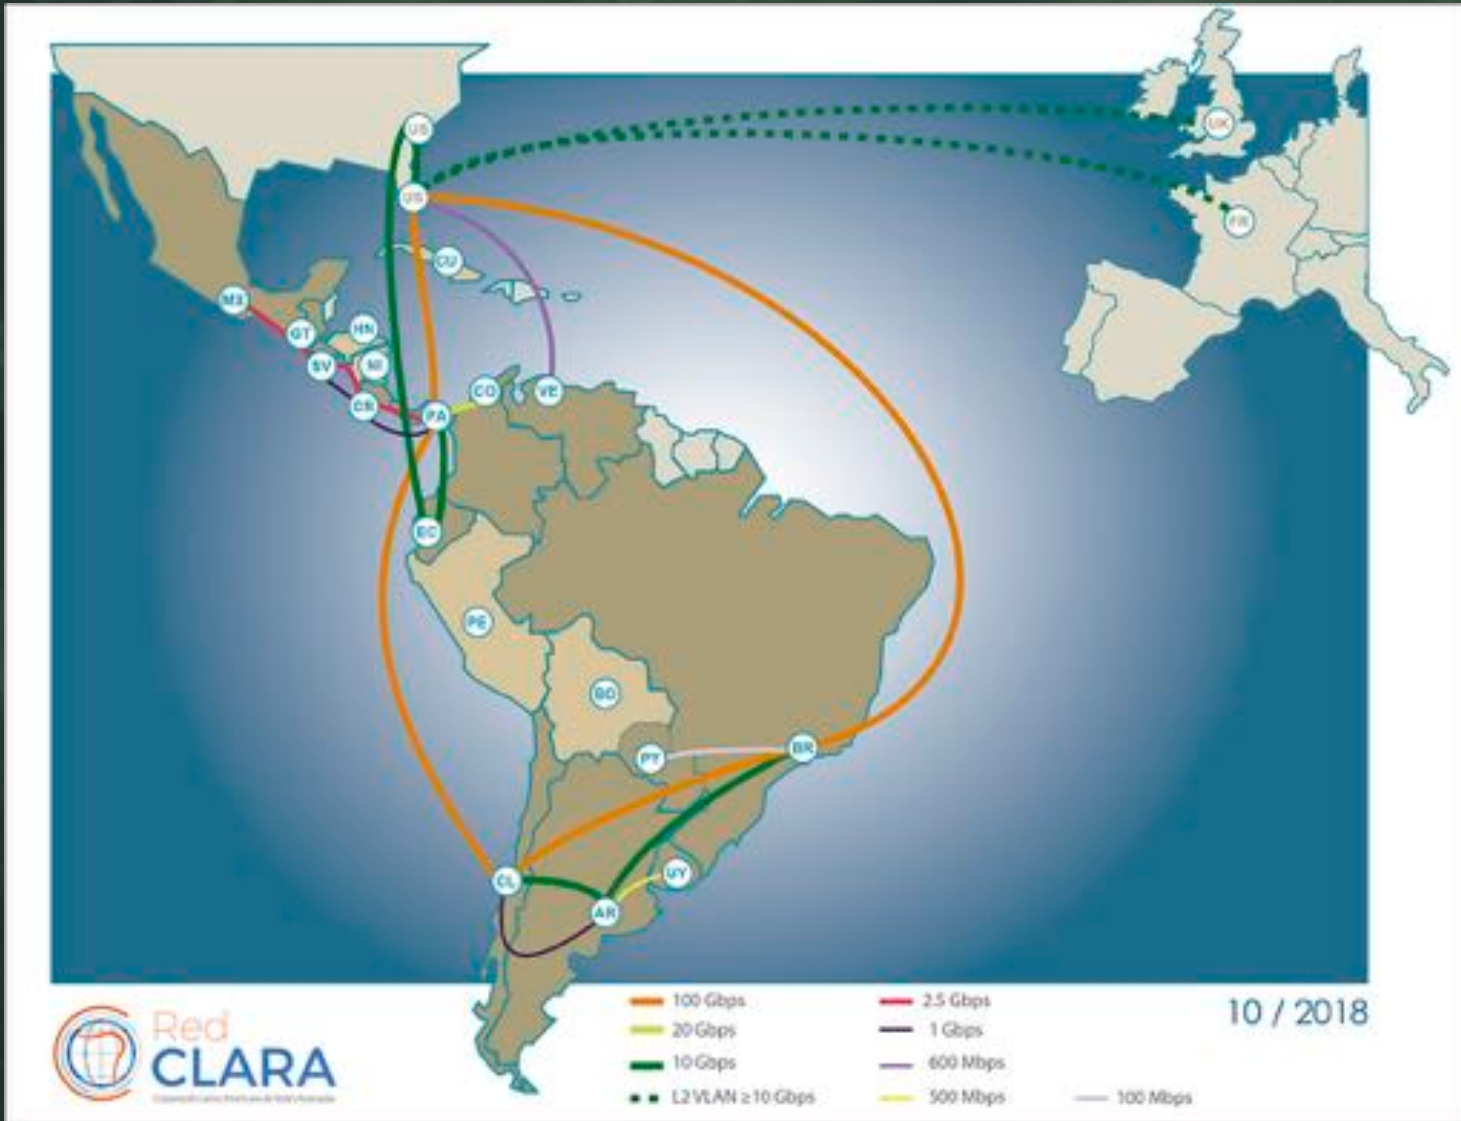 US
UK
US
FR
CU
MX
HN
GT
SV
NI
CO
VE
CR
PA
EC
PE
BO
PY
BR
CL
UY
AR
100 Gbps
20 Gbps
10 Gbps
L2 VLAN ≥10 Gbps
2.5 Gbps
1 Gbps
600 Mbps
500 Mbps
100 Mbps
10 / 2018
Red
CLARA